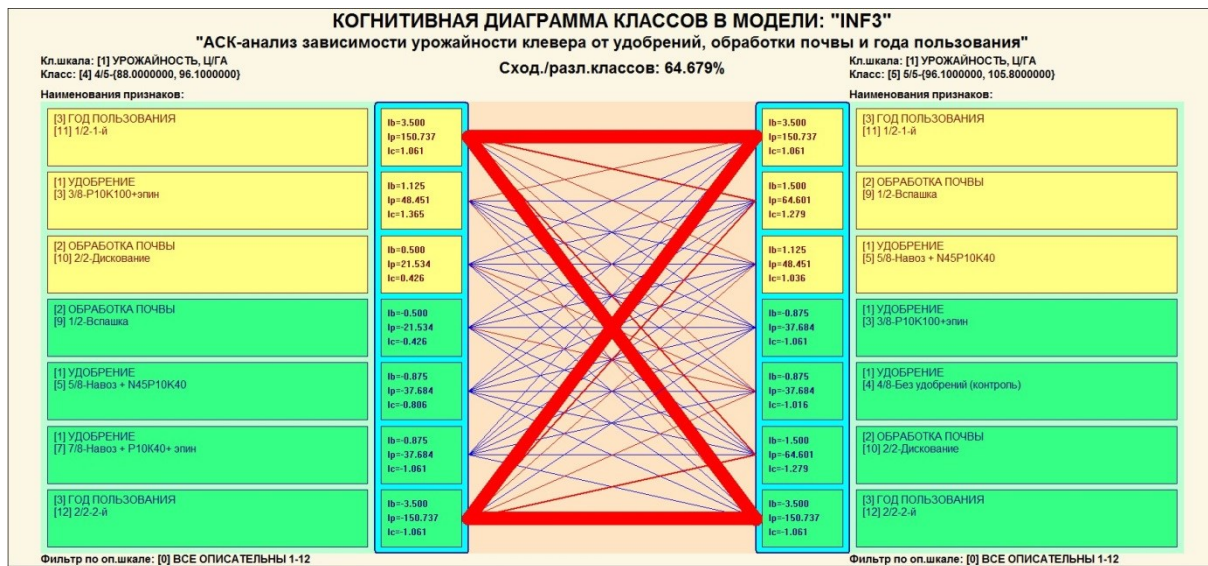 КОГНИТИВНАЯ ДИАГРАММА КЛАССОВ В МОДЕЛИ: "INF3"
"АСК-анализ зависимости урожайности клевера от удобрений, обработки почвы и года пользования"
Кл.шкала: [1] УРОЖАЙНОСТЬ, Ц/ГА
Класс: [4] 4/5-{88.0000000, 96.1000000}
Сход./разл.классов: 64.679%
Кл.шкала: [1] УРОЖАЙНОСТЬ, Ц/ГА
Класс: [5] 5/5-{96.1000000, 105.8000000}
Наименования признаков:
[3] ГОД ПОЛЬЗОВАНИЯ
[11] 1/2-1-й
Ib=3.500
Ip=150.737
Ic=1.061
[1] УДОБРЕНИЕ
[3] 3/8-P10K100+эпин
Ib=1.125
Ip=48.451
Ic=1.365
[2] ОБРАБОТКА ПОЧВЫ
[10] 2/2-Дискование
Ib=0.500
Ip=21.534
Ic=0.426
[2] ОБРАБОТКА ПОЧВЫ
[9] 1/2-Вспашка
Ib=-0.500
Ip=-21.534
Ic=-0.426
[1] УДОБРЕНИЕ
[5] 5/8-Навоз + N45P10K40
Ib=-0.875
Ip=-37.684
Ic=-0.806
[1] УДОБРЕНИЕ
[7] 7/8-Навоз + P10K40+ эпин
Ib=-0.875
Ip=-37.684
Ic=-1.061
[3] ГОД ПОЛЬЗОВАНИЯ
[12] 2/2-2-й
Ib=-3.500
Ip=-150.737
Ic=-1.061
Фильтр по оп.шкале: [0] ВСЕ ОПИСАТЕЛЬНЫ 1-12
Наименования признаков:
Ib=3.500
Ip=150.737
Ic=1.061
[3] ГОД ПОЛЬЗОВАНИЯ
[11] 1/2-1-й
Ib=1.500
Ip=64.601
Ic=1.279
[2] ОБРАБОТКА ПОЧВЫ
[9] 1/2-Вспашка
Ib=1.125
Ip=48.451
Ic=1.036
[1] УДОБРЕНИЕ
[5] 5/8-Навоз + N45P10K40
Ib=-0.875
Ip=-37.684
Ic=-1.061
[1] УДОБРЕНИЕ
[3] 3/8-P10K100+эпин
Ib=-0.875
Ip=-37.684
Ic=-1.016
[1] УДОБРЕНИЕ
[4] 4/8-Без удобрений (контроль)
Ib=-1.500
Ip=-64.601
Ic=-1.279
[2] ОБРАБОТКА ПОЧВЫ
[10] 2/2-Дискование
Ib=-3.500
Ip=-150.737
Ic=-1.061
[3] ГОД ПОЛЬЗОВАНИЯ
[12] 2/2-2-й
Фильтр по оп.шкале: [0] ВСЕ ОПИСАТЕЛЬНЫ 1-12